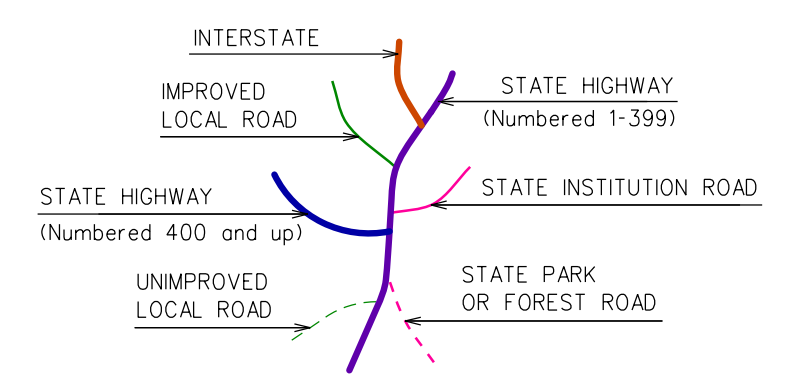 INTERSTATE
STATE HIGHWAY
(Numbered 1-399)
IMPROVED
LOCAL ROAD
STATE INSTITUTION ROAD
STATE HIGHWAY
(Numbered 400 and up)
UNIMPROVED
LOCAL ROAD
STATE PARK
OR FOREST ROAD